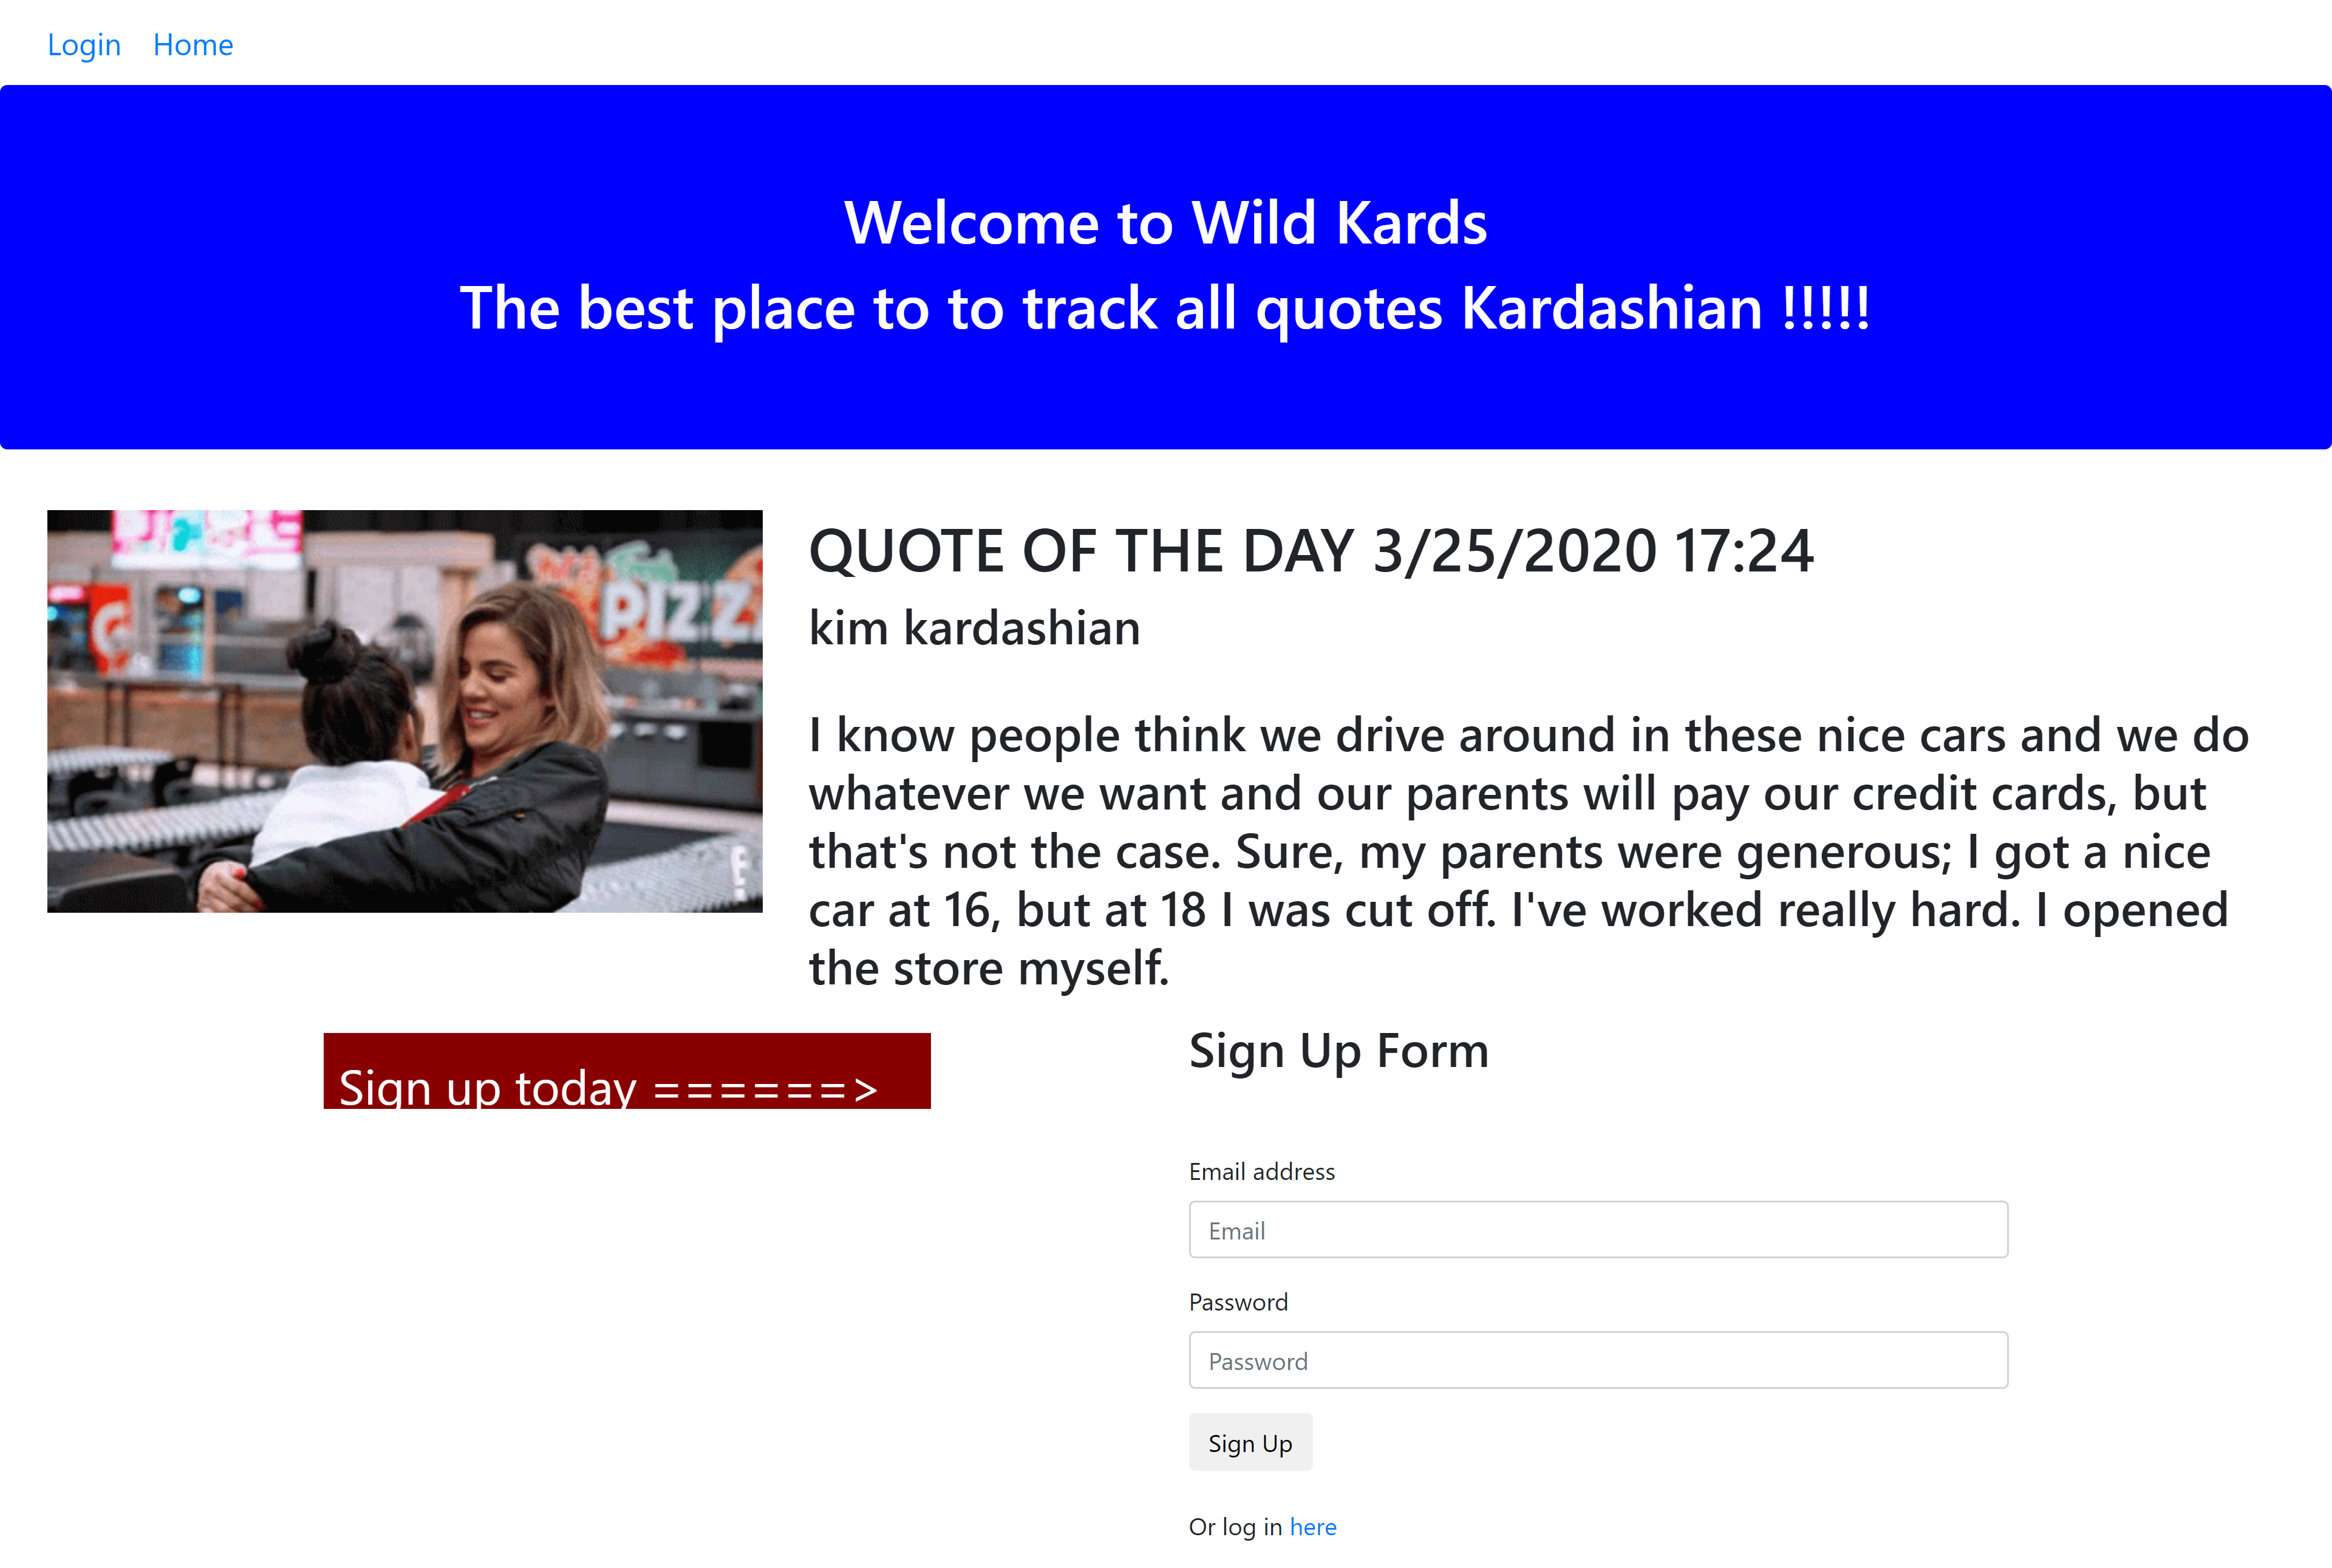 Login Home
Welcome to Wild Kards
The best place to to track all quotes Kardashian !!!!!
PIZZ
G
E!
QUOTE OF THE DAY 3/25/2020 17:24
kim kardashian
I know people think we drive around in these nice cars and we do
whatever we want and our parents will pay our credit cards, but
that's not the case. Sure, my parents were generous; I got a nice
car at 16, but at 18 I was cut off. I've worked really hard. I opened
the store myself.
Sign up today ======>
Sign Up Form
Email address
Email
Password
Password
Sign Up
Or log in here